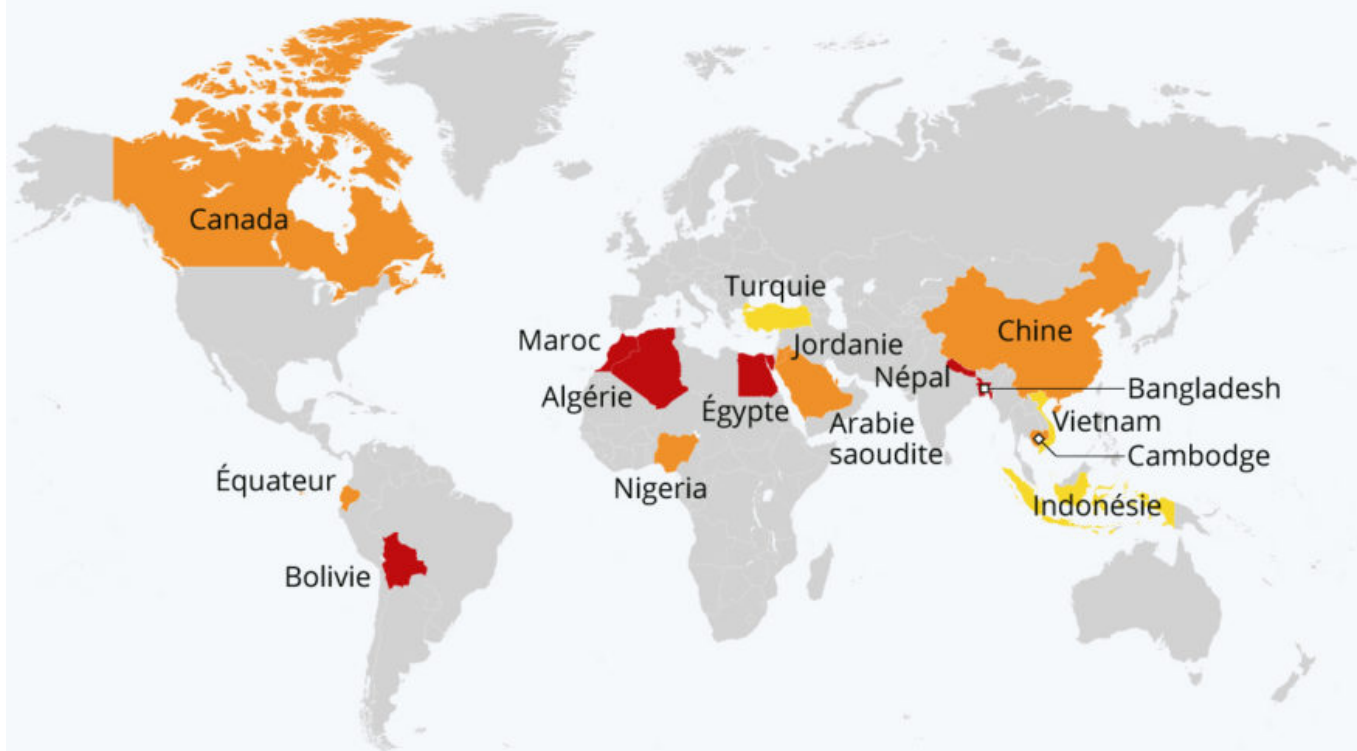 Canada
Turquie
Chine
Maroc
Jordanie
Népal
Bangladesh
Algérie
Égypte
Arabie
saoudite
Vietnam
Cambodge
Équateur
Nigeria
Indonésie
Bolivie